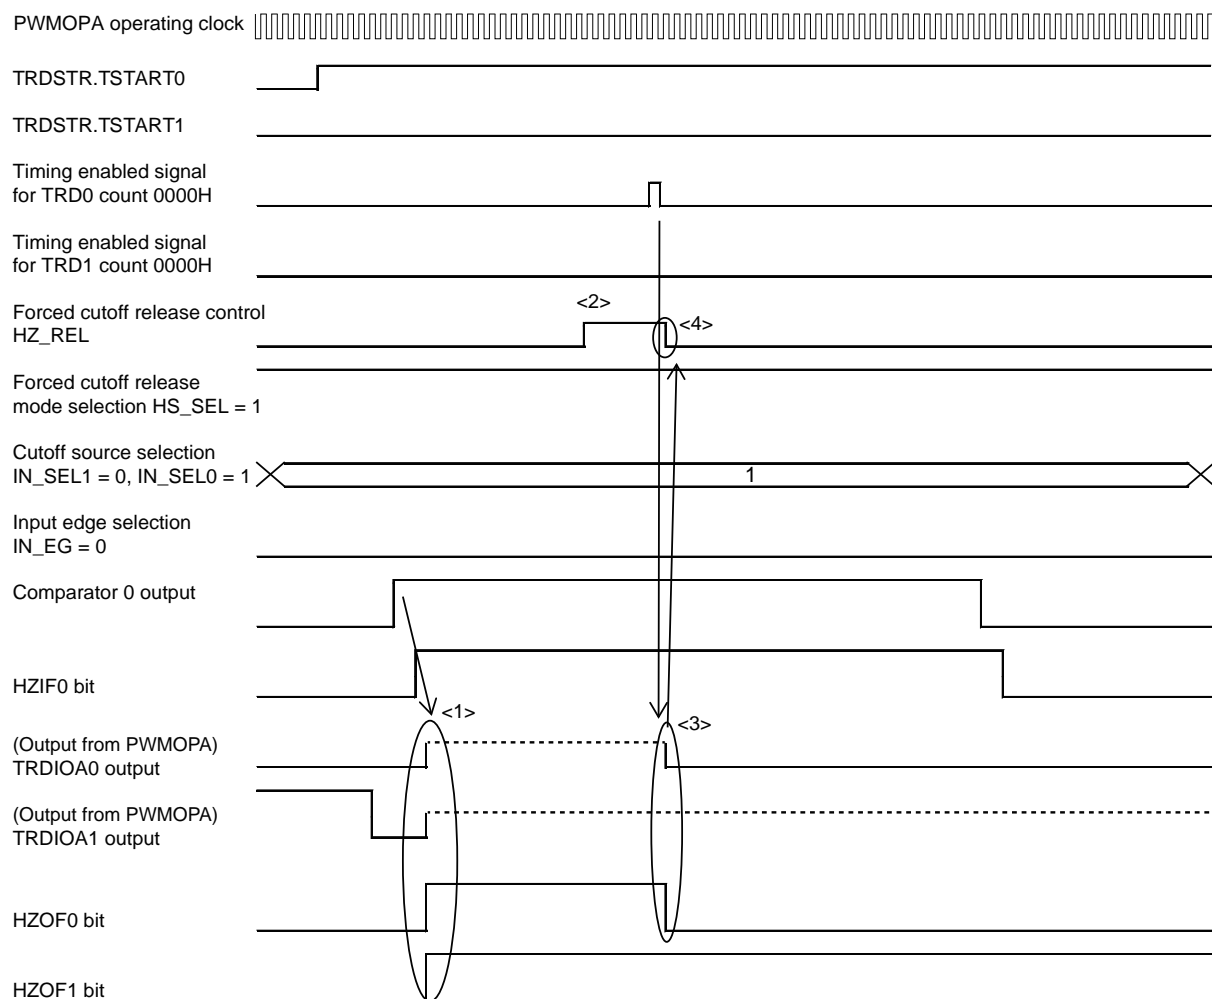 PWMOPA operating clock
TRDSTR.TSTART0
TRDSTR.TSTART1
Timing enabled signal
for TRD0 count 0000H
Timing enabled signal
for TRD1 count 0000H
<2>
Forced cutoff release control
HZ_REL
<4>
Forced cutoff release
mode selection HS_SEL = 1
Cutoff source selection
IN_SEL1 = 0, IN_SEL0 = 1
1
Input edge selection
IN_EG = 0
Comparator 0 output
HZIF0 bit
<1>
<3>
(Output from PWMOPA)
TRDIOA0 output
(Output from PWMOPA)
TRDIOA1 output
HZOF0 bit
HZOF1 bit